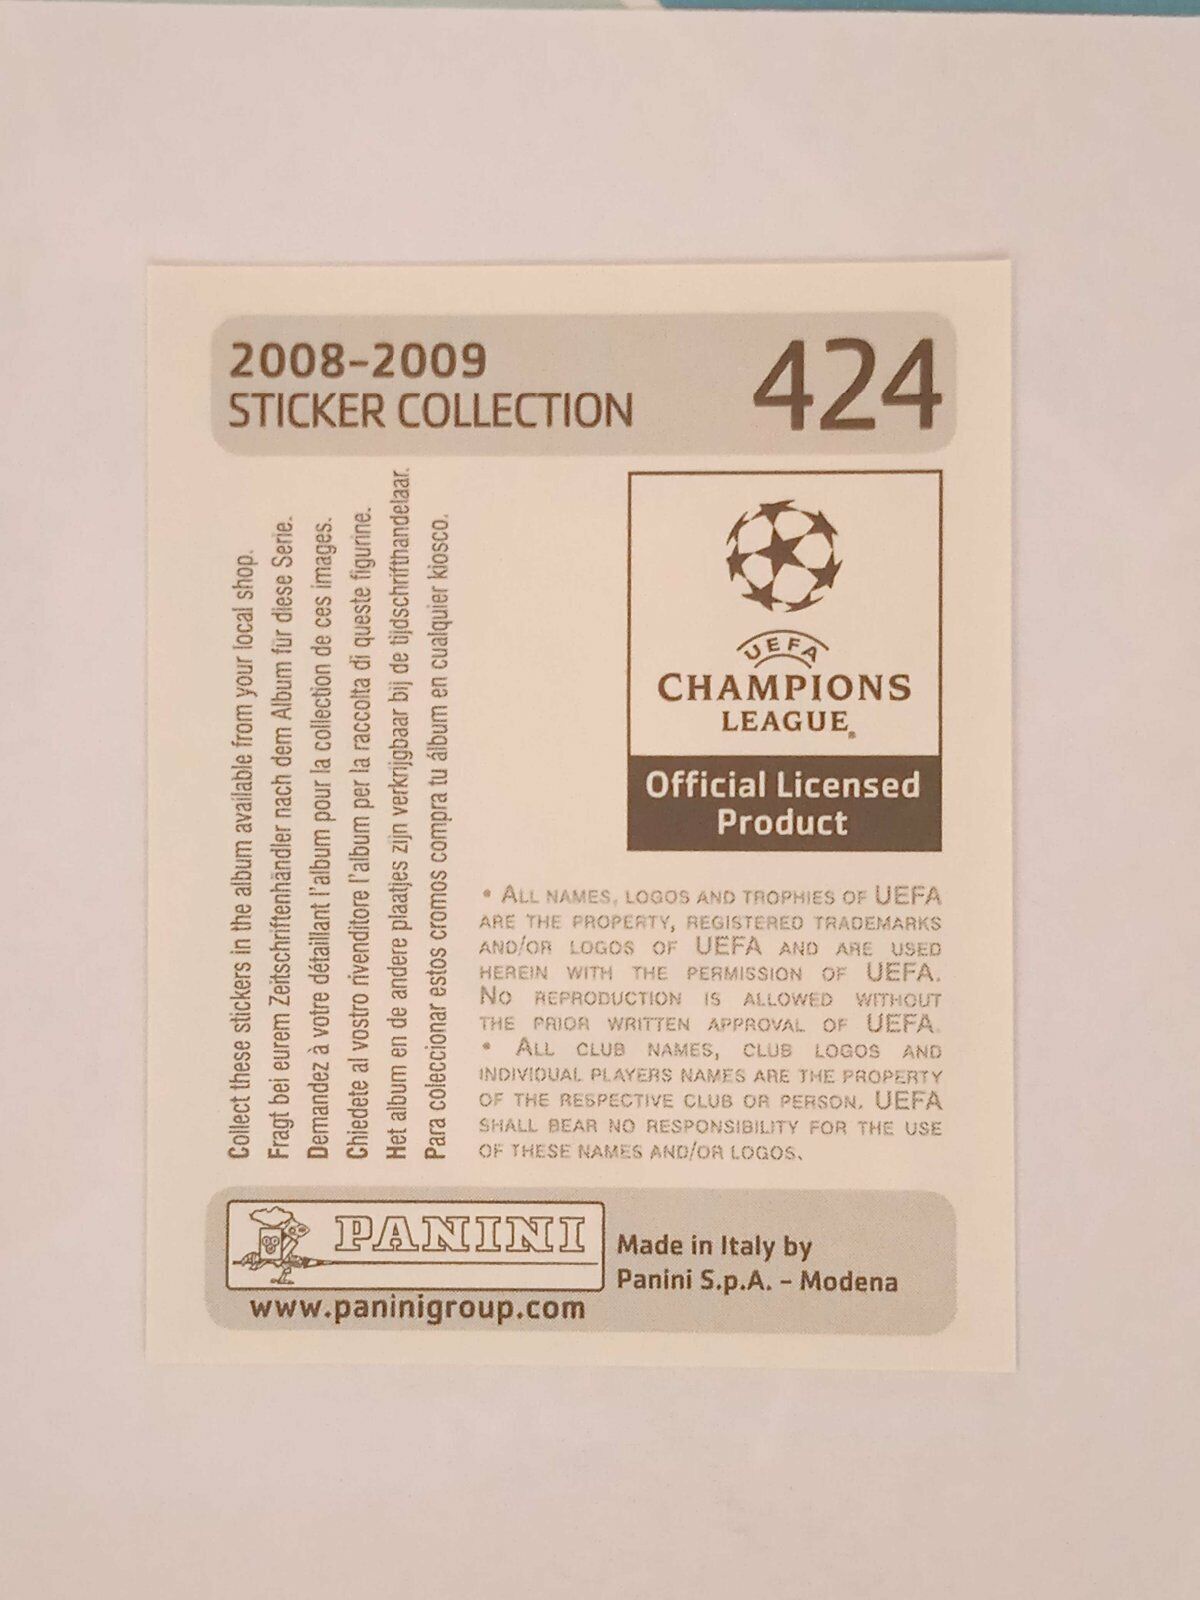 2008-2009
STICKER COLLECTION
424
Collect these stickers in the album available from your local shop.
Fragt bei eurem Zeitschriftenhändler nach dem Album für diese Serie.
Demandez à votre détaillant l'album pour la collection de ces images.
Chiedete al vostro rivenditore l'album per la raccolta di queste figurine.
Het album en de andere plaatjes zijn verkrijgbaar bij de tijdschrifthandelaar.
Para coleccionar estos cromos compra tu álbum en cualquier kiosco.
UEFA
CHAMPIONS
LEAGUE®
Official Licensed
Product
• ALL NAMES, LOGOS AND TROPHIES OF UEFA
ARE THE PROPERTY, REGISTERED TRADEMARKS
AND/OR LOGOS OF UEFA AND ARE USED
HEREIN WITH THE PERMISSION OF UEFA.
NO REPRODUCTION IS ALLOWED WITHOUT
THE PRIOR WRITTEN APPROVAL OF UEFA.
• ALL CLUB NAMES, CLUB LOGOS AND
INDIVIDUAL PLAYERS NAMES ARE THE PROPERTY
OF THE RESPECTIVE CLUB OR PERSON. UEFA
SHALL BEAR NO RESPONSIBILITY FOR THE USE
OF THESE NAMES AND/OR LOGOS.
PANINI
www.paninigroup.com
Made in Italy by
Panini S.p.A. - Modena